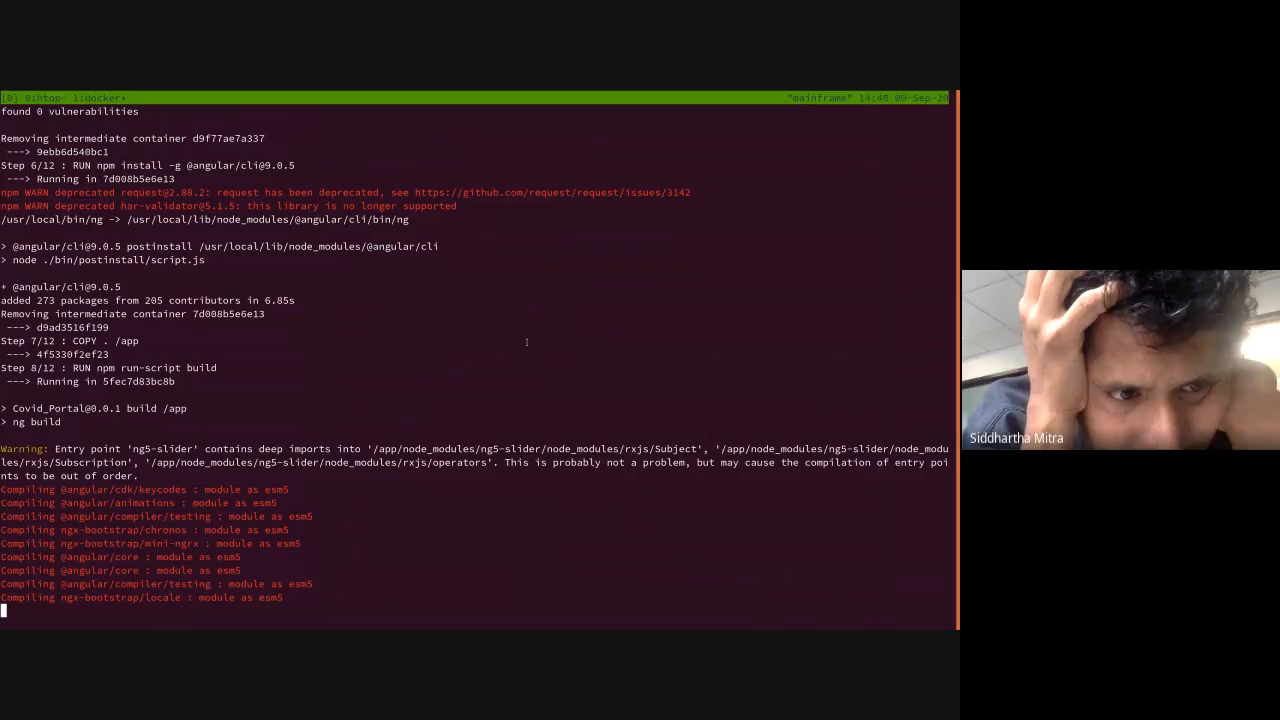 [0] 0:htop- 1:docker* "mainframe" 14:48 09-Sep-20
found 0 vulnerabilities
Removing intermediate container d9f77ae7a337
---> 9ebb6d540bc1
Step 6/12 : RUN npm install -g @angular/cli@9.0.5
---> Running in 7d008b5e6e13
npm WARN deprecated request@2.88.2: request has been deprecated, see https://github.com/request/request/issues/3142
npm WARN deprecated har-validator@5.1.5: this library is no longer supported
/usr/local/bin/ng -> /usr/local/lib/node_modules/@angular/cli/bin/ng
> @angular/cli@9.0.5 postinstall /usr/local/lib/node_modules/@angular/cli
> node ./bin/postinstall/script.js
+ @angular/cli@9.0.5
added 273 packages from 205 contributors in 6.85s
Removing intermediate container 7d008b5e6e13
---> d9ad3516f199
Step 7/12 : COPY . /app
---> 4f5330f2ef23
Step 8/12 : RUN npm run-script build
---> Running in 5fec7d83bc8b
> Covid_Portal@0.0.1 build /app
> ng build
Warning: Entry point 'ng5-slider' contains deep imports into '/app/node_modules/ng5-slider/node_modules/rxjs/Subject', '/app/node_modules/ng5-slider/node_modu
les/rxjs/Subscription', '/app/node_modules/ng5-slider/node_modules/rxjs/operators'. This is probably not a problem, but may cause the compilation of entry poi
nts to be out of order.
Compiling @angular/cdk/keycodes : module as esm5
Compiling @angular/animations : module as esm5
Compiling @angular/compiler/testing : module as esm5
Compiling ngx-bootstrap/chronos : module as esm5
Compiling ngx-bootstrap/mini-ngrx : module as esm5
Compiling @angular/core : module as esm5
Compiling @angular/core : module as esm5
Compiling @angular/compiler/testing : module as esm5
Compiling ngx-bootstrap/locale : module as esm5
Siddhartha Mitra